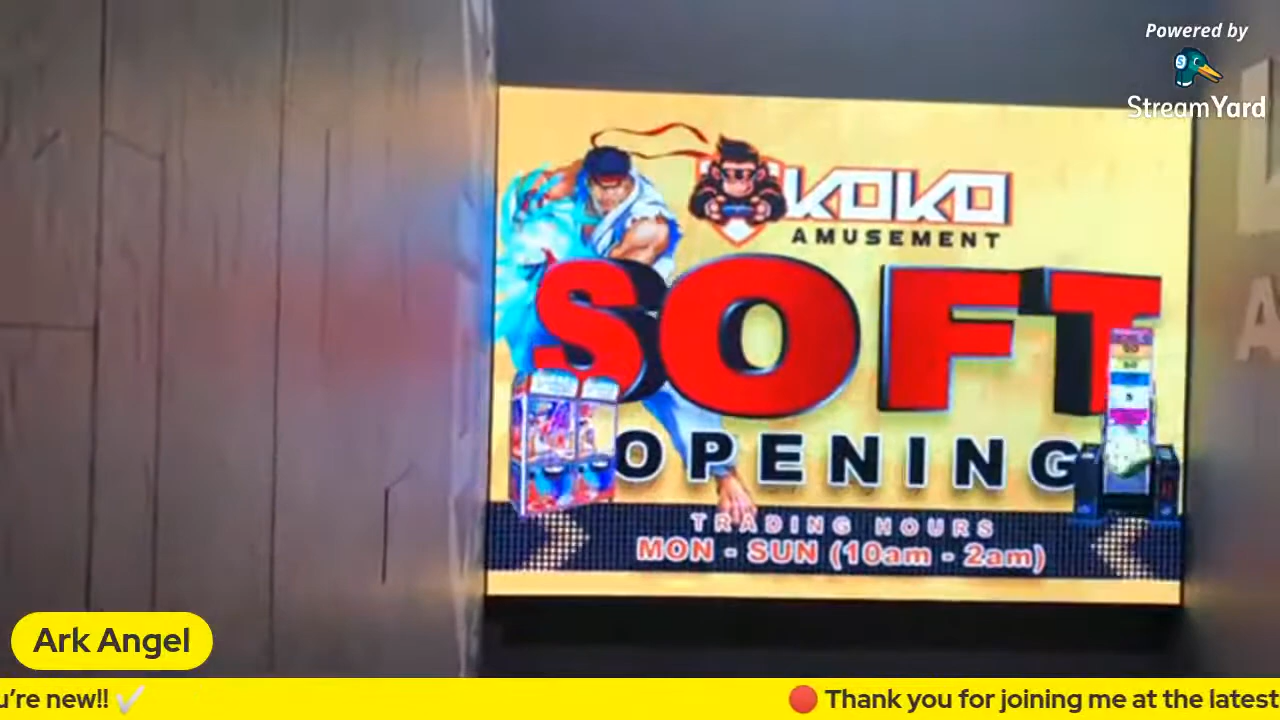 Powered by
StreamYard
KOKO
AMUSEMENT
SOFT
OPENING
TRADING HOURS
MON - SUN (10am - 2am)
Ark Angel
u’re new!! ✔️
🔴 Thank you for joining me at the latest